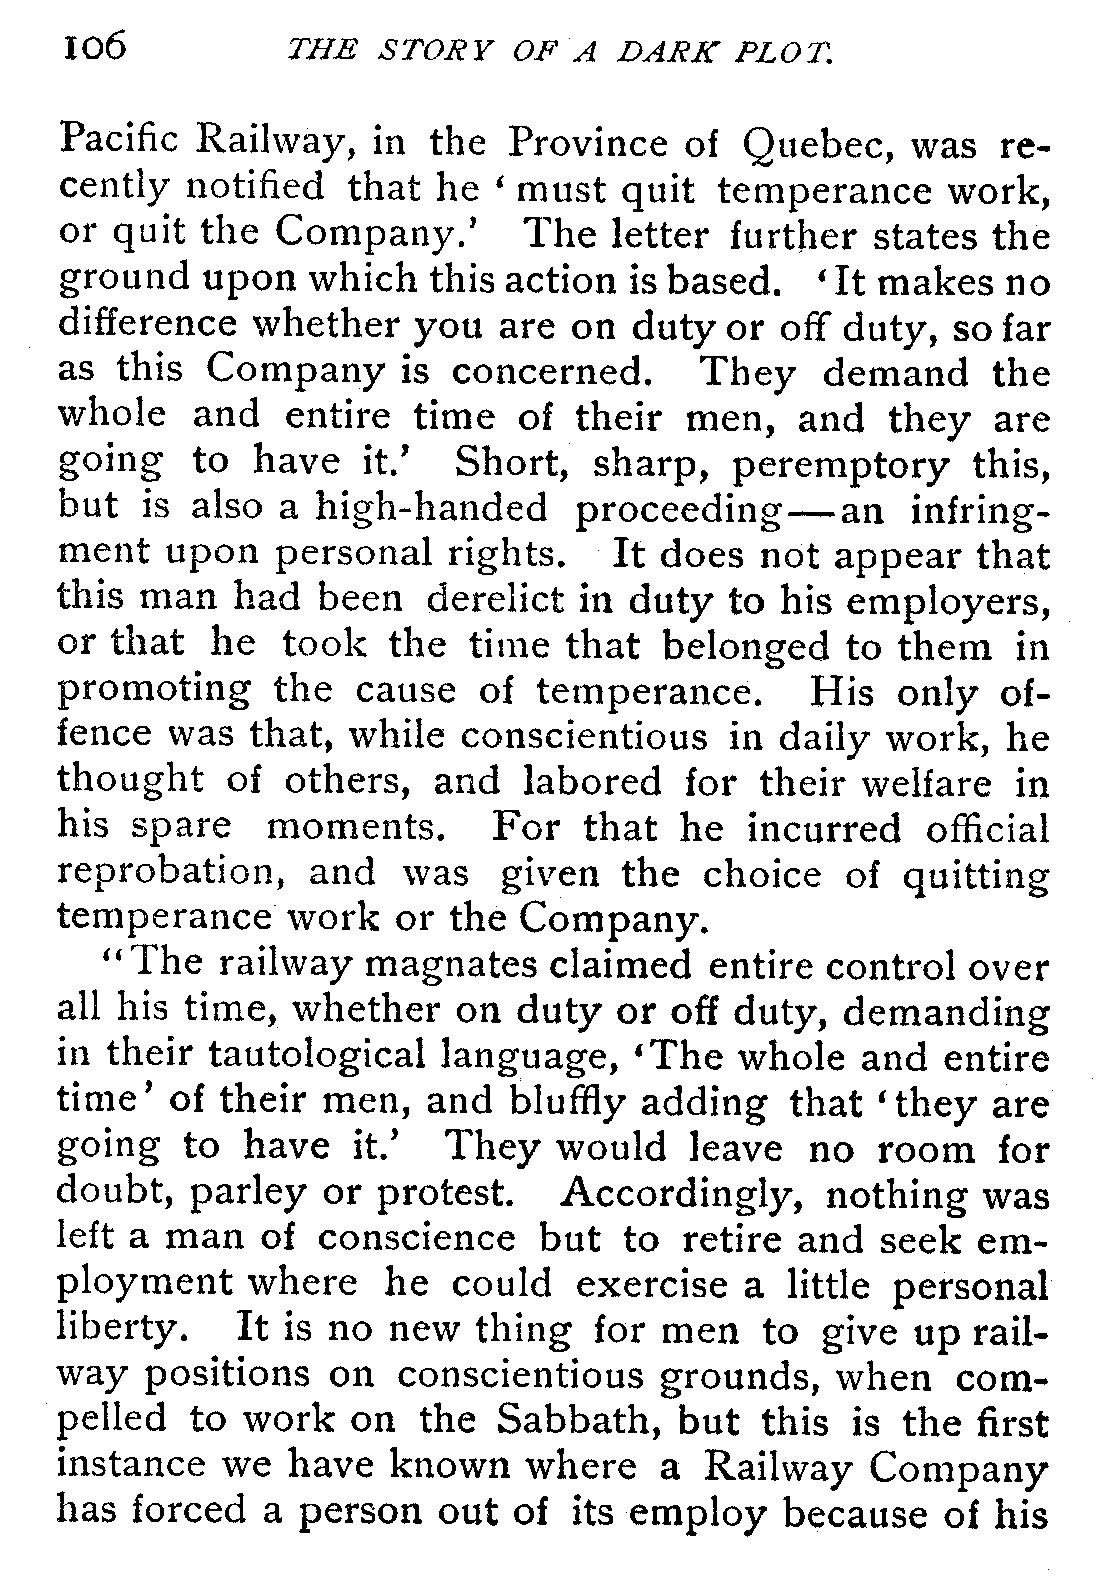 106 THE STORY OF A DARK PLOT.
Pacific Railway, in the Province of Quebec, was re-
cently notified that he ‘ must quit temperance work,
or quit the Company.’ The letter further states the
ground upon which this action is based. ‘ It makes no
difference whether you are on duty or off duty, so far
as this Company is concerned. They demand the
whole and entire time of their men, and they are
going to have it.’ Short, sharp, peremptory this,
but is also a high-handed proceeding—an infring-
ment upon personal rights. It does not appear that
this man had been derelict in duty to his employers,
or that he took the time that belonged to them in
promoting the cause of temperance. His only of-
fence was that, while conscientious in daily work, he
thought of others, and labored for their welfare in
his spare moments. For that he incurred official
reprobation, and was given the choice of quitting
temperance work or the Company.
“ The railway magnates claimed entire control over
all his time, whether on duty or off duty, demanding
in their tautological language, ‘The whole and entire
time’ of their men, and bluffly adding that ‘ they are
going to have it.’ They would leave no room for
doubt, parley or protest. Accordingly, nothing was
left a man of conscience but to retire and seek em-
ployment where he could exercise a little personal
liberty. It is no new thing for men to give up rail-
way positions on conscientious grounds, when com-
pelled to work on the Sabbath, but this is the first
instance we have known where a Railway Company
has forced a person out of its employ because of his